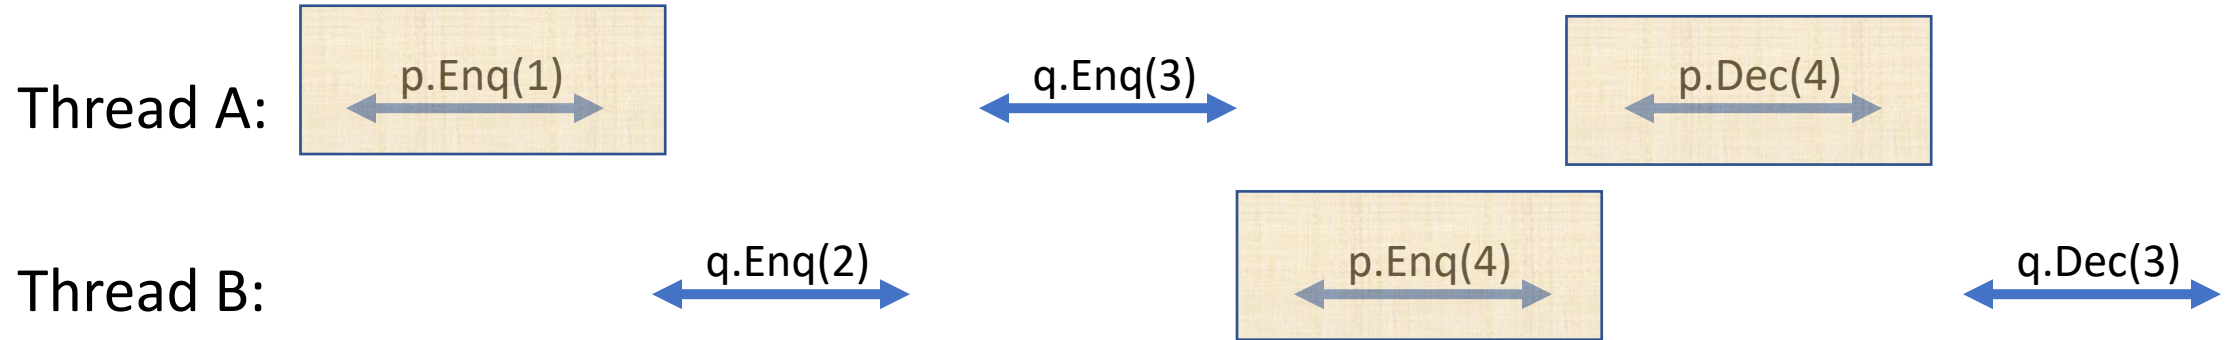 Thread A: p.Enq(1) q.Enq(3) p.Dec(4)
Thread B: q.Enq(2) p.Enq(4) q.Dec(3)